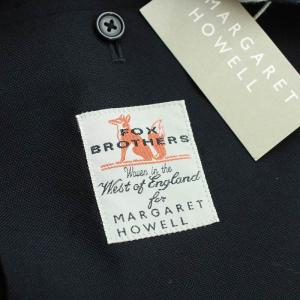 MARGARET
HOWELL
FOX
BROTHERS
Woven in the
West of England
for
MARGARET
HOWELL